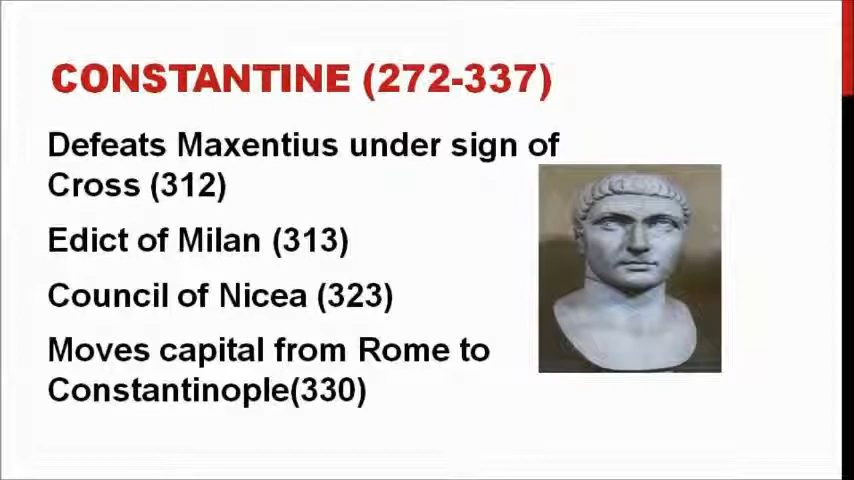 CONSTANTINE (272-337)
Defeats Maxentius under sign of
Cross (312)
Edict of Milan (313)
Council of Nicea (323)
Moves capital from Rome to
Constantinople(330)